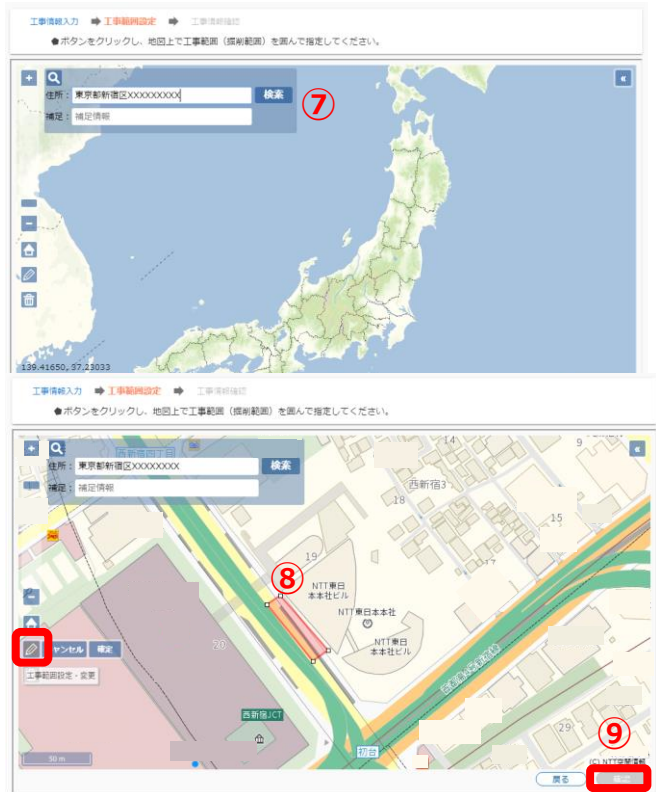 工事情報入力 ➡ 工事範囲設定 ➡ 工事情報確認
●ボタンをクリックし、地図上で工事範囲（掘削範囲）を囲んで指定してください。
+
«
住所： 東京都新宿区XXXXXXXXX 検索
⑦
補足： 補足情報
−
139.41650, 37.23033
工事情報入力 ➡ 工事範囲設定 ➡ 工事情報確認
●ボタンをクリックし、地図上で工事範囲（掘削範囲）を囲んで指定してください。
+
«
西新宿四丁目
14
9
住所： 東京都新宿区XXXXXXXX 検索
補足： 補足情報
西新宿3
18
15
17
19
⑧
NTT東日
本本社ビル
NTT東日本本社
NTT東日
本本社ビル
20
キャンセル 確定
工事範囲設定・変更
西新宿JCT
初台
29
⑨
50 m
(C) NTT空間情報
戻る 確認